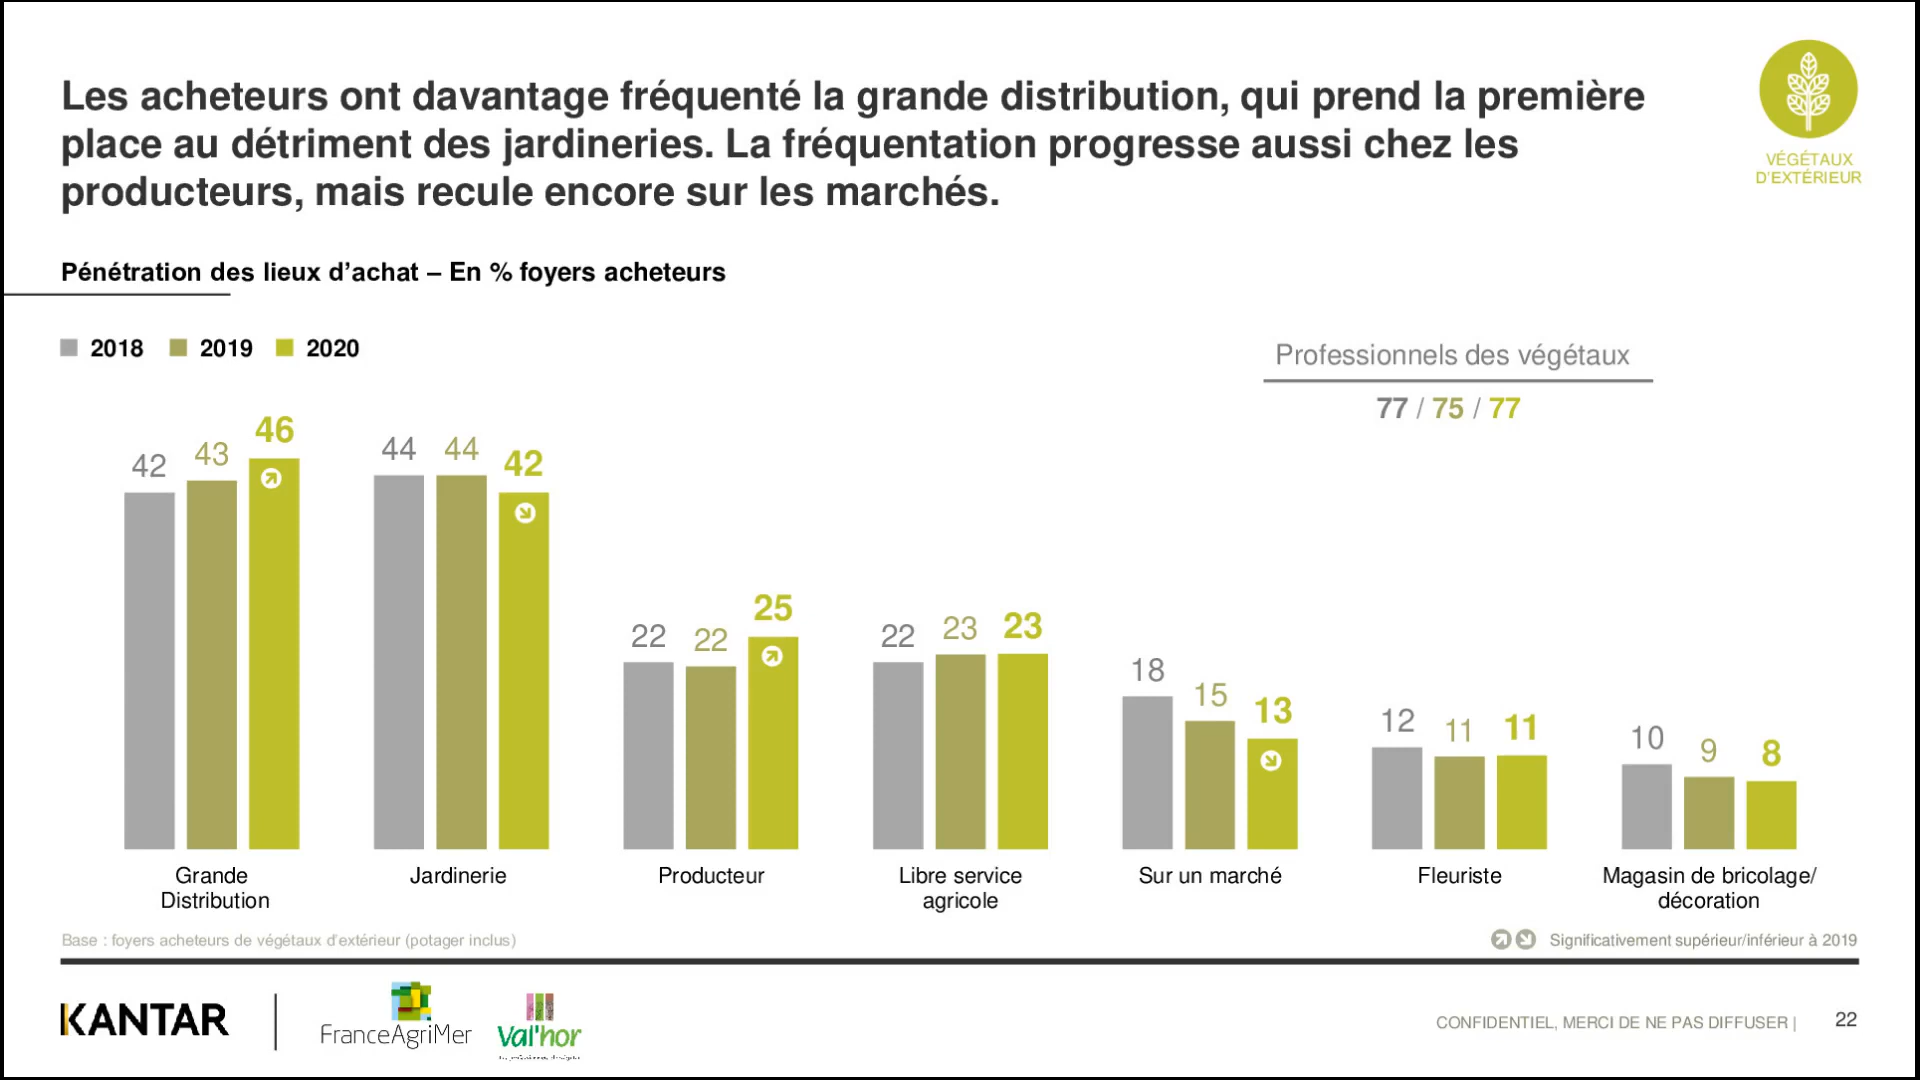 Les acheteurs ont davantage fréquenté la grande distribution, qui prend la première
place au détriment des jardineries. La fréquentation progresse aussi chez les
producteurs, mais recule encore sur les marchés.
VÉGÉTAUX
D'EXTÉRIEUR
Pénétration des lieux d’achat – En % foyers acheteurs
2018 2019 2020
Professionnels des végétaux
77 / 75 / 77
42 43 46
44 44 42
22 22 25
22 23 23
18 15 13
12 11 11
10 9 8
Grande
Distribution
Jardinerie
Producteur
Libre service
agricole
Sur un marché
Fleuriste
Magasin de bricolage/
décoration
Base : foyers acheteurs de végétaux d'extérieur (potager inclus)
Significativement supérieur/inférieur à 2019
KANTAR
FranceAgriMer
Val'hor
CONFIDENTIEL, MERCI DE NE PAS DIFFUSER |
22